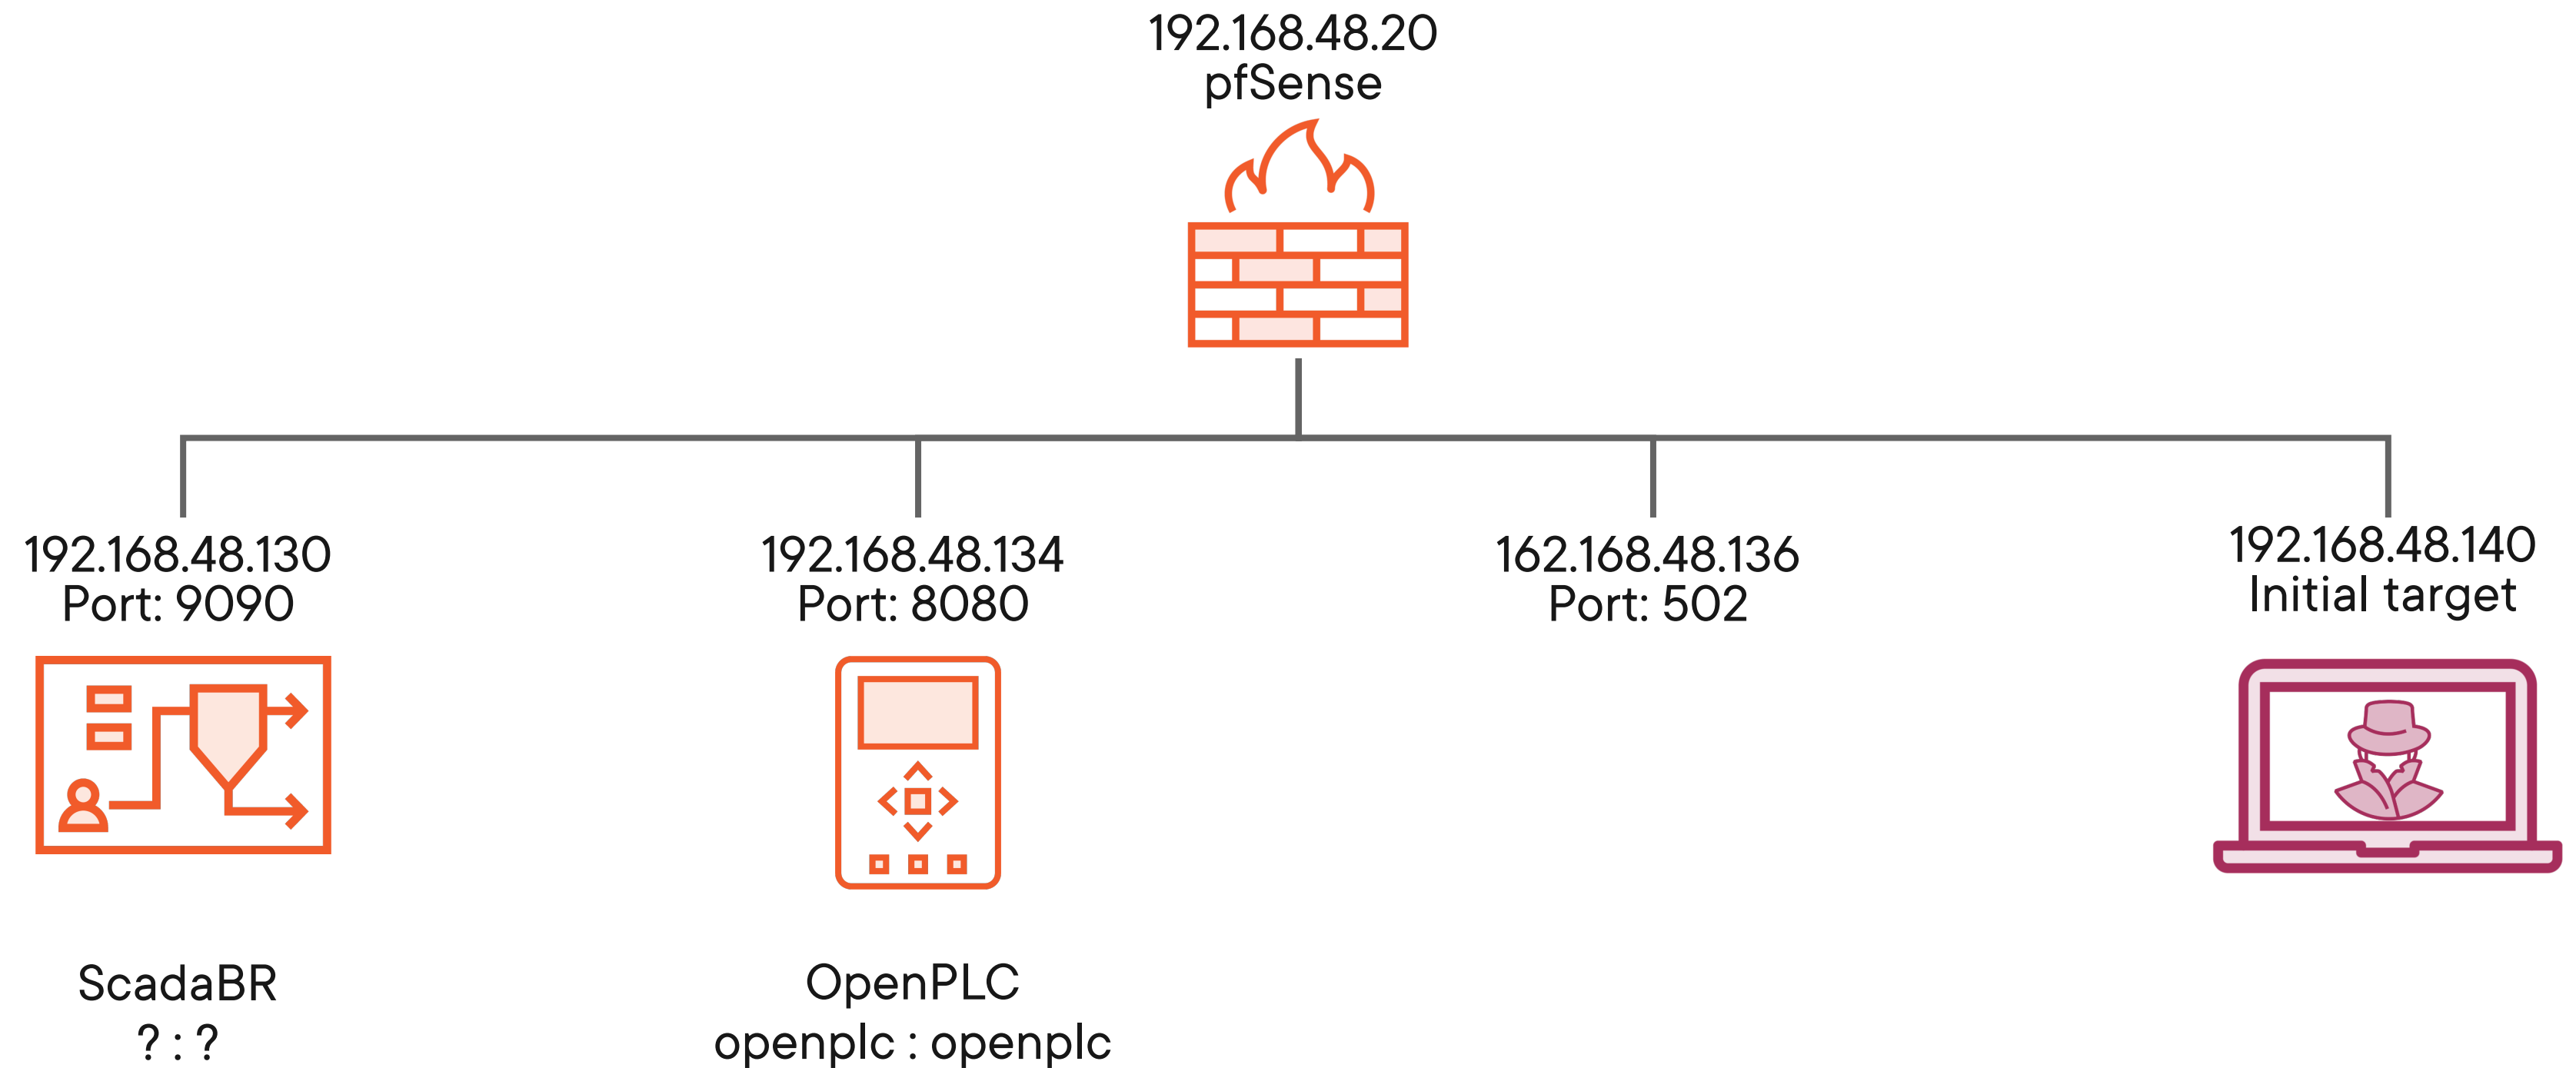 192.168.48.20
pfSense
192.168.48.130
Port: 9090
192.168.48.134
Port: 8080
162.168.48.136
Port: 502
192.168.48.140
Initial target
ScadaBR
? : ?
OpenPLC
openplc : openplc